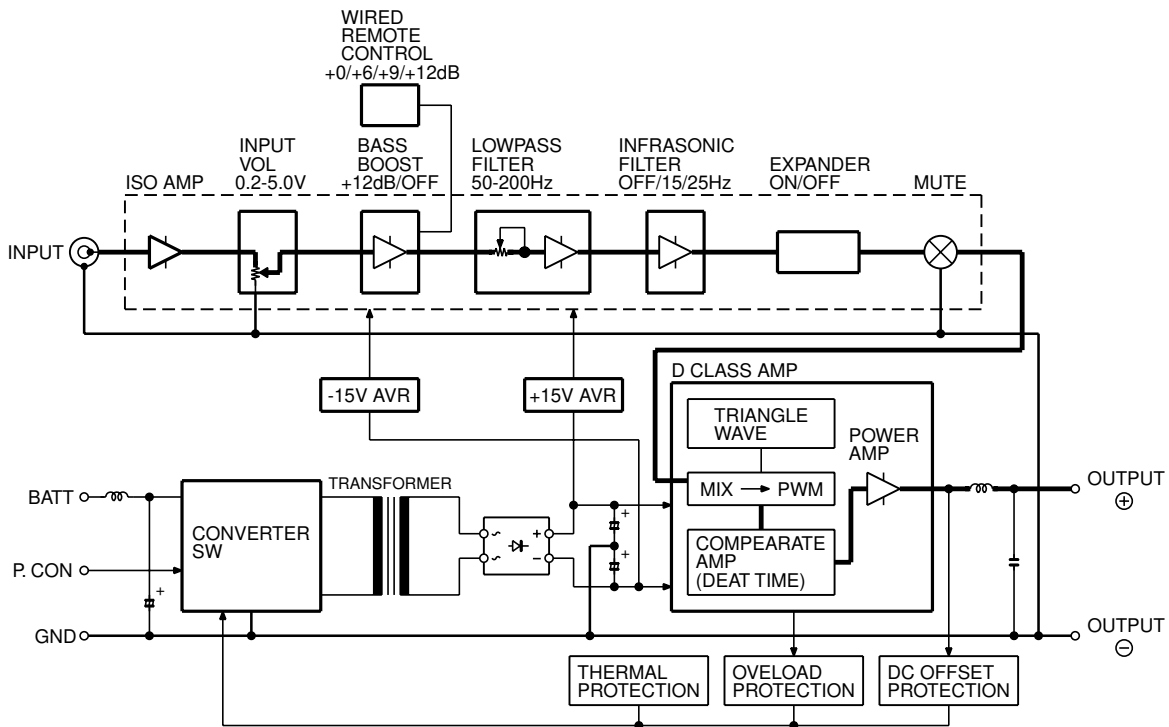 WIRED
REMOTE
CONTROL
+0/+6/+9/+12dB
ISO AMP
INPUT
VOL
0.2-5.0V
BASS
BOOST
+12dB/OFF
LOWPASS
FILTER
50-200Hz
INFRASONIC
FILTER
OFF/15/25Hz
EXPANDER
ON/OFF
MUTE
INPUT
-15V AVR
+15V AVR
D CLASS AMP
TRIANGLE
WAVE
POWER
AMP
MIX → PWM
COMPEARATE
AMP
(DEAT TIME)
BATT
P. CON
GND
+
CONVERTER
SW
TRANSFORMER
~ +
~ −
+
+
OUTPUT
⊕
OUTPUT
⊖
THERMAL
PROTECTION
OVELOAD
PROTECTION
DC OFFSET
PROTECTION